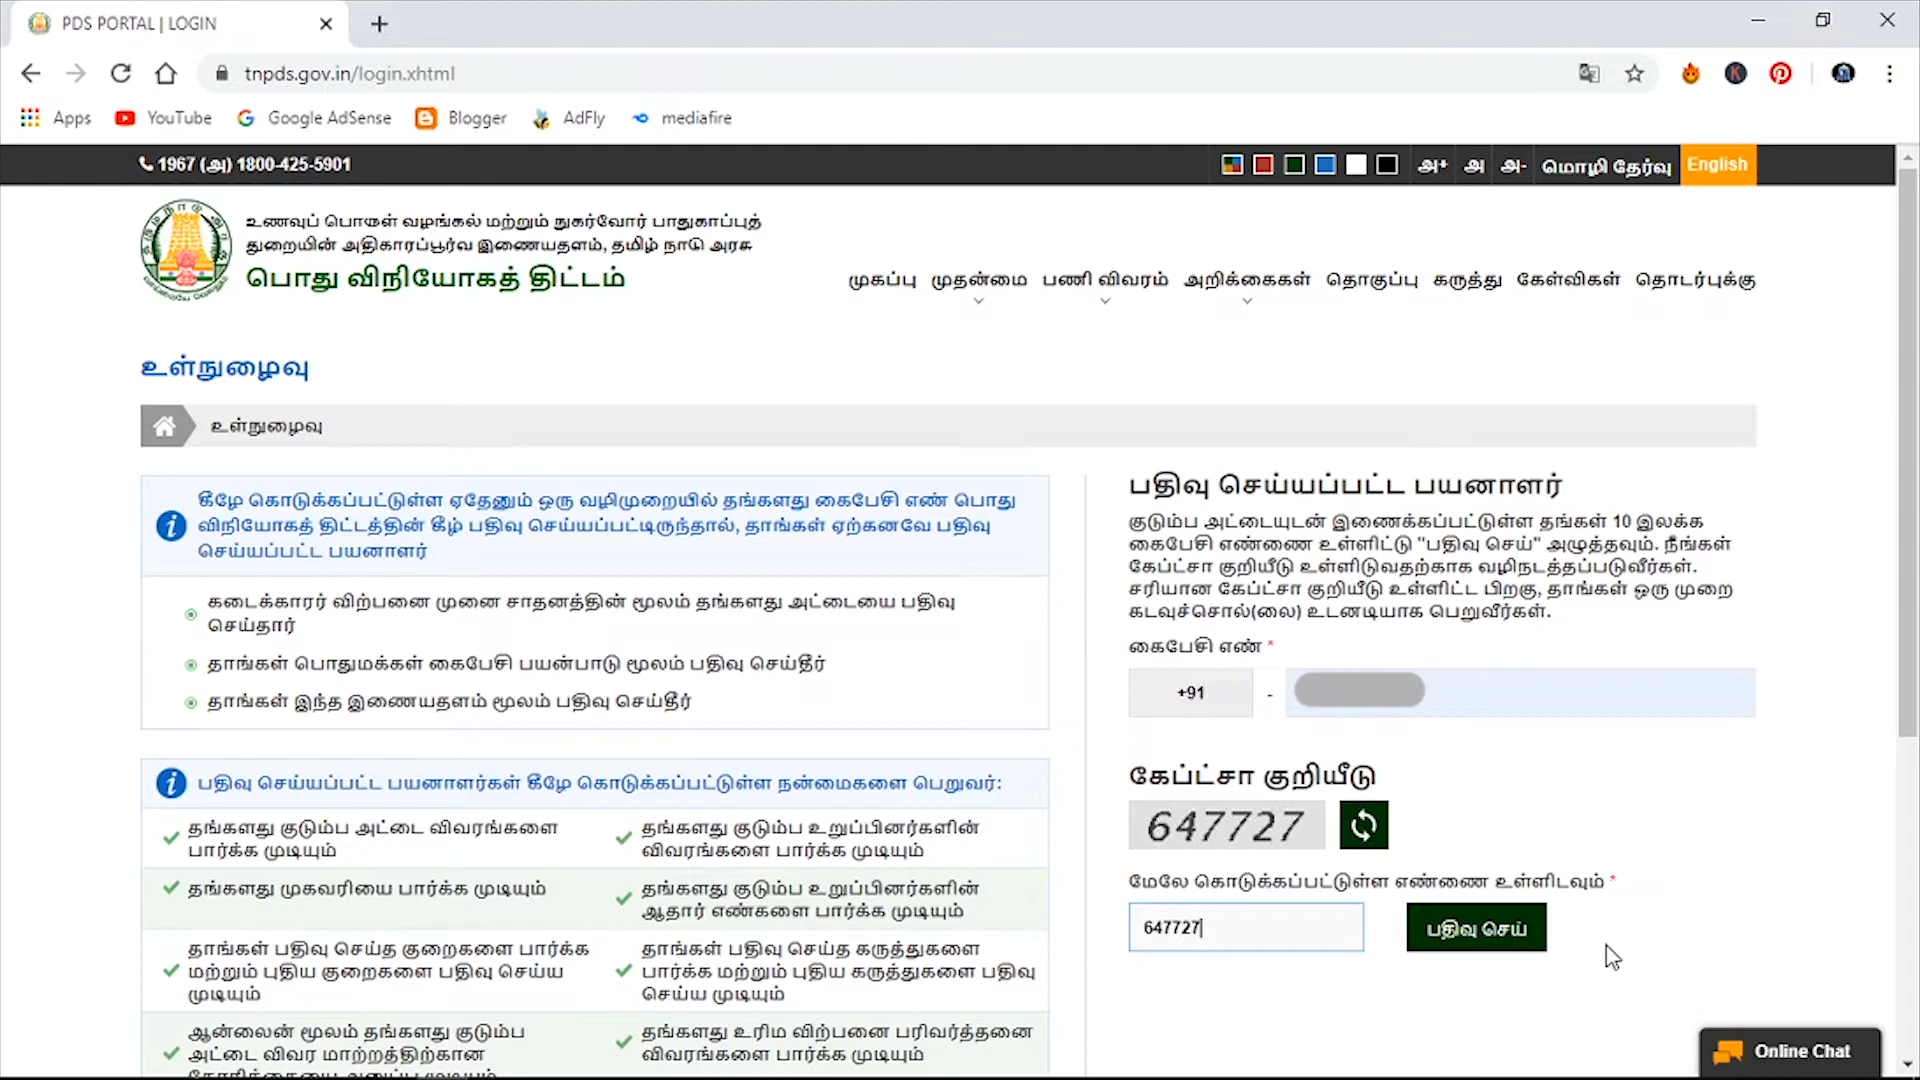 PDS PORTAL | LOGIN
tnpds.gov.in/login.xhtml
Apps YouTube Google AdSense Blogger AdFly mediafire
1967 (அ) 1800-425-5901
அ+ அ அ- மொழி தேர்வு English
உணவுப் பொருள் வழங்கல் மற்றும் நுகர்வோர் பாதுகாப்புத்
துறையின் அதிகாரப்பூர்வ இணையதளம், தமிழ் நாடு அரசு
பொது விநியோகத் திட்டம்
முகப்பு முதன்மை பணி விவரம் அறிக்கைகள் தொகுப்பு கருத்து கேள்விகள் தொடர்புக்கு
உள்நுழைவு
உள்நுழைவு
கீழே கொடுக்கப்பட்டுள்ள ஏதேனும் ஒரு வழிமுறையில் தங்களது கைபேசி எண் பொது
விநியோகத் திட்டத்தின் கீழ் பதிவு செய்யப்பட்டிருந்தால், தாங்கள் ஏற்கனவே பதிவு
செய்யப்பட்ட பயனாளர்
கடைக்காரர் விற்பனை முனை சாதனத்தின் மூலம் தங்களது அட்டையை பதிவு
செய்தார்
தாங்கள் பொதுமக்கள் கைபேசி பயன்பாடு மூலம் பதிவு செய்தீர்
தாங்கள் இந்த இணையதளம் மூலம் பதிவு செய்தீர்
பதிவு செய்யப்பட்ட பயனாளர்கள் கீழே கொடுக்கப்பட்டுள்ள நன்மைகளை பெறுவர்:
தங்களது குடும்ப அட்டை விவரங்களை
பார்க்க முடியும்
தங்களது குடும்ப உறுப்பினர்களின்
விவரங்களை பார்க்க முடியும்
தங்களது முகவரியை பார்க்க முடியும்
தங்களது குடும்ப உறுப்பினர்களின்
ஆதார் எண்களை பார்க்க முடியும்
தாங்கள் பதிவு செய்த குறைகளை பார்க்க
மற்றும் புதிய குறைகளை பதிவு செய்ய
முடியும்
தாங்கள் பதிவு செய்த கருத்துகளை
பார்க்க மற்றும் புதிய கருத்துகளை பதிவு
செய்ய முடியும்
ஆன்லைன் மூலம் தங்களது குடும்ப
அட்டை விவர மாற்றத்திற்கான
தங்களது உரிம விற்பனை பரிவர்த்தனை
விவரங்களை பார்க்க முடியும்
பதிவு செய்யப்பட்ட பயனாளர்
குடும்ப அட்டையுடன் இணைக்கப்பட்டுள்ள தங்கள் 10 இலக்க
கைபேசி எண்ணை உள்ளிட்டு "பதிவு செய்" அழுத்தவும். நீங்கள்
கேப்ட்சா குறியீடு உள்ளிடுவதற்காக வழிநடத்தப்படுவீர்கள்.
சரியான கேப்ட்சா குறியீடு உள்ளிட்ட பிறகு, தாங்கள் ஒரு முறை
கடவுச்சொல்(லை) உடனடியாக பெறுவீர்கள்.
கைபேசி எண் *
+91 -
கேப்ட்சா குறியீடு
647727
மேலே கொடுக்கப்பட்டுள்ள எண்ணை உள்ளிடவும் *
647727
பதிவு செய்
Online Chat